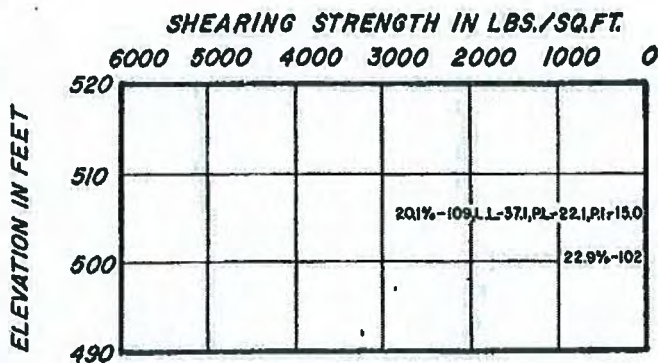 SHEARING STRENGTH IN LBS./SQ.FT.
6000 5000 4000 3000 2000 1000 0
ELEVATION IN FEET
520
510
20.1%-109, L.L-37.1, P.L-22.1, P.I-15.0
500
22.9%-102
490